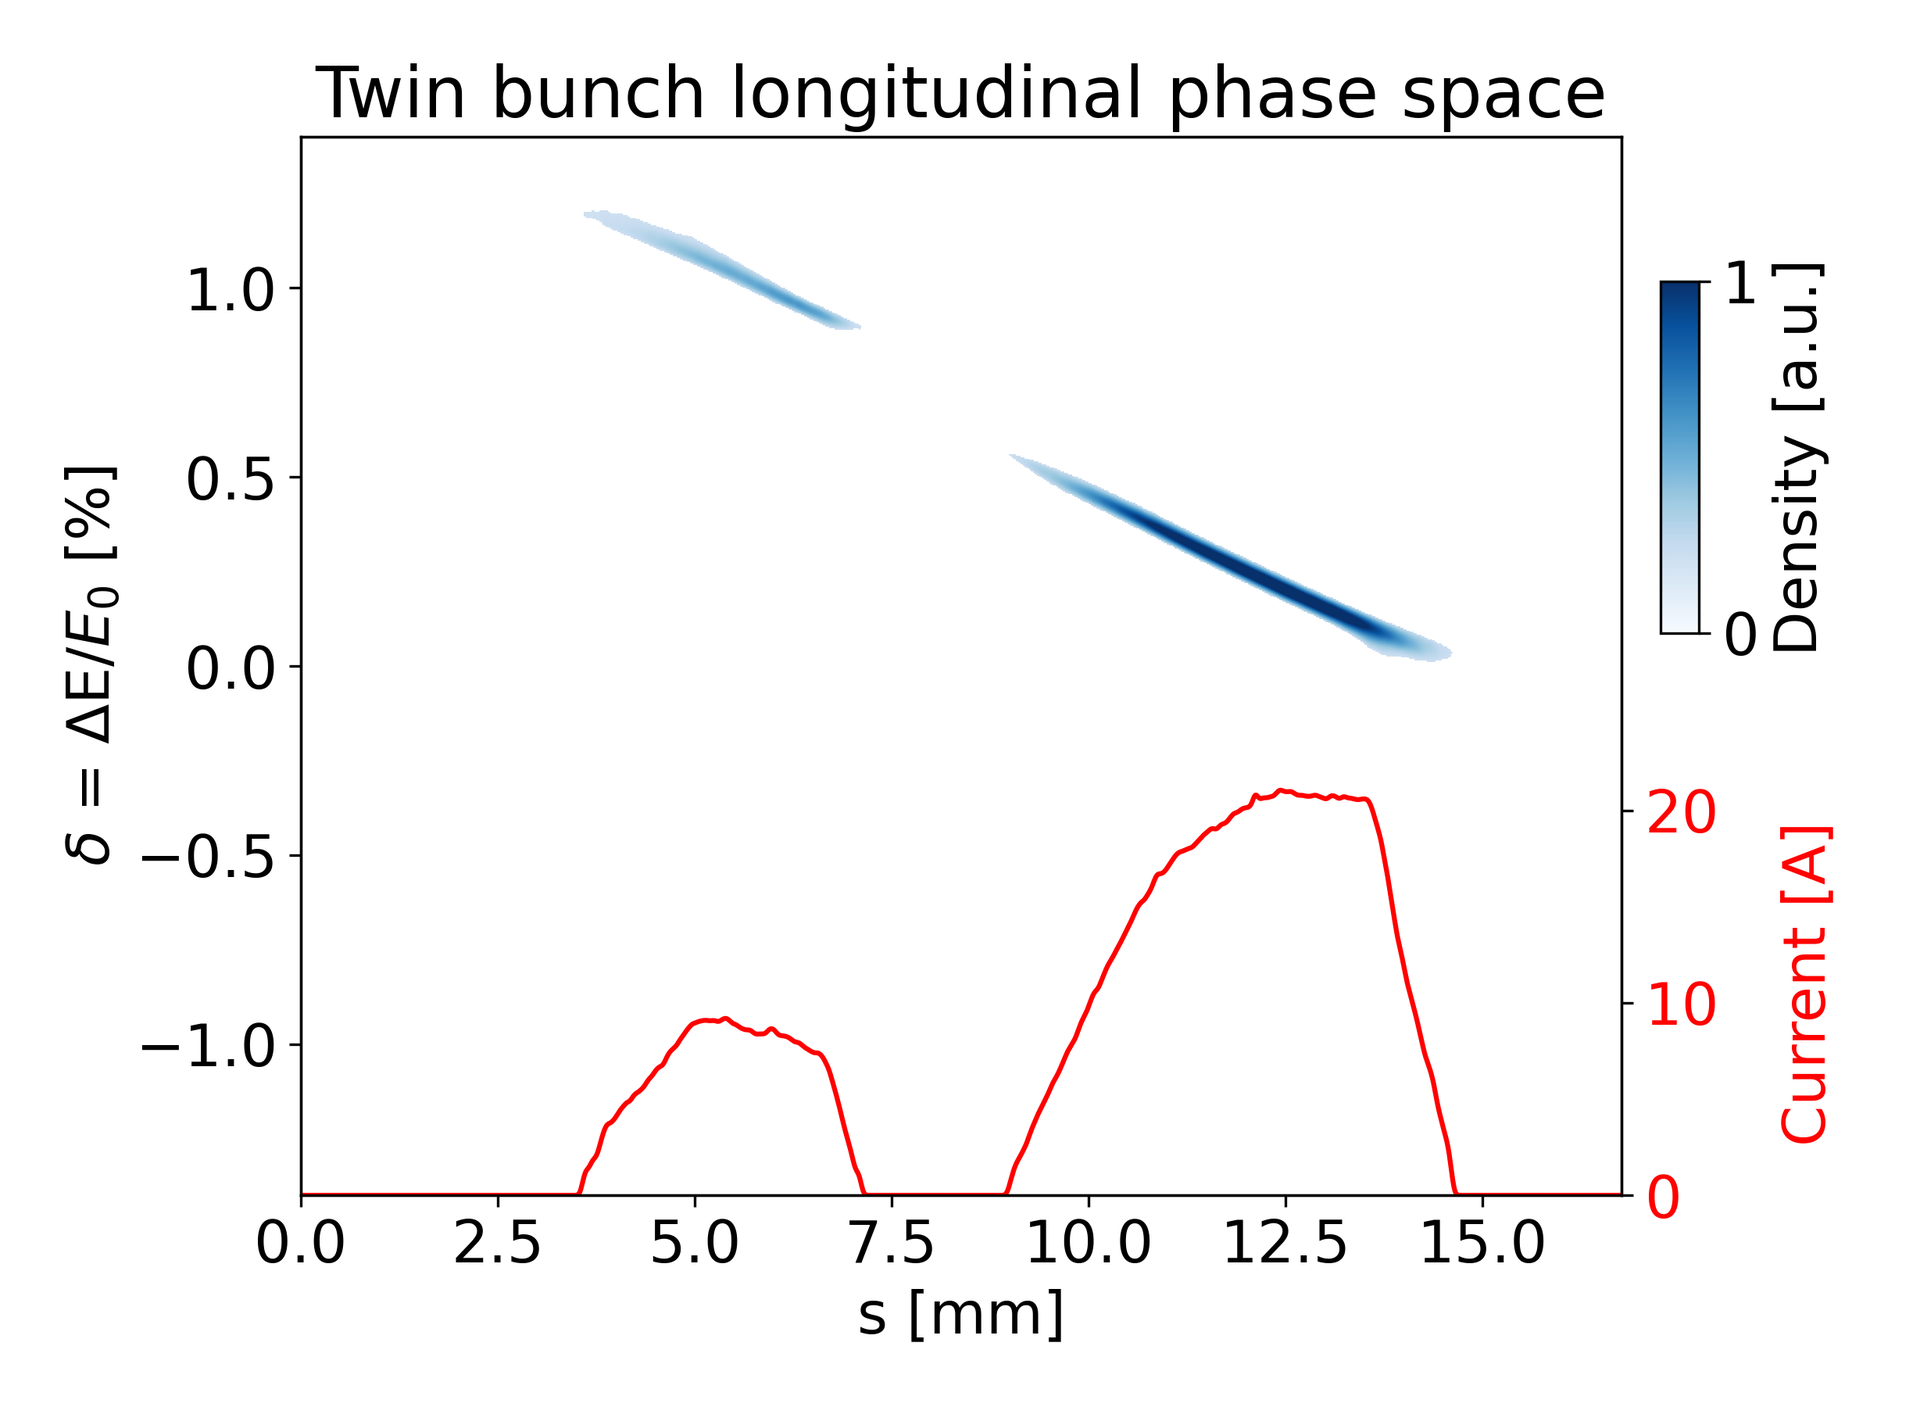 Twin bunch longitudinal phase space
1.0
0.5
0.0
−0.5
−1.0
δ = ΔE/E₀ [%]
0.0 2.5 5.0 7.5 10.0 12.5 15.0
s [mm]
1
0
Density [a.u.]
20
10
0
Current [A]